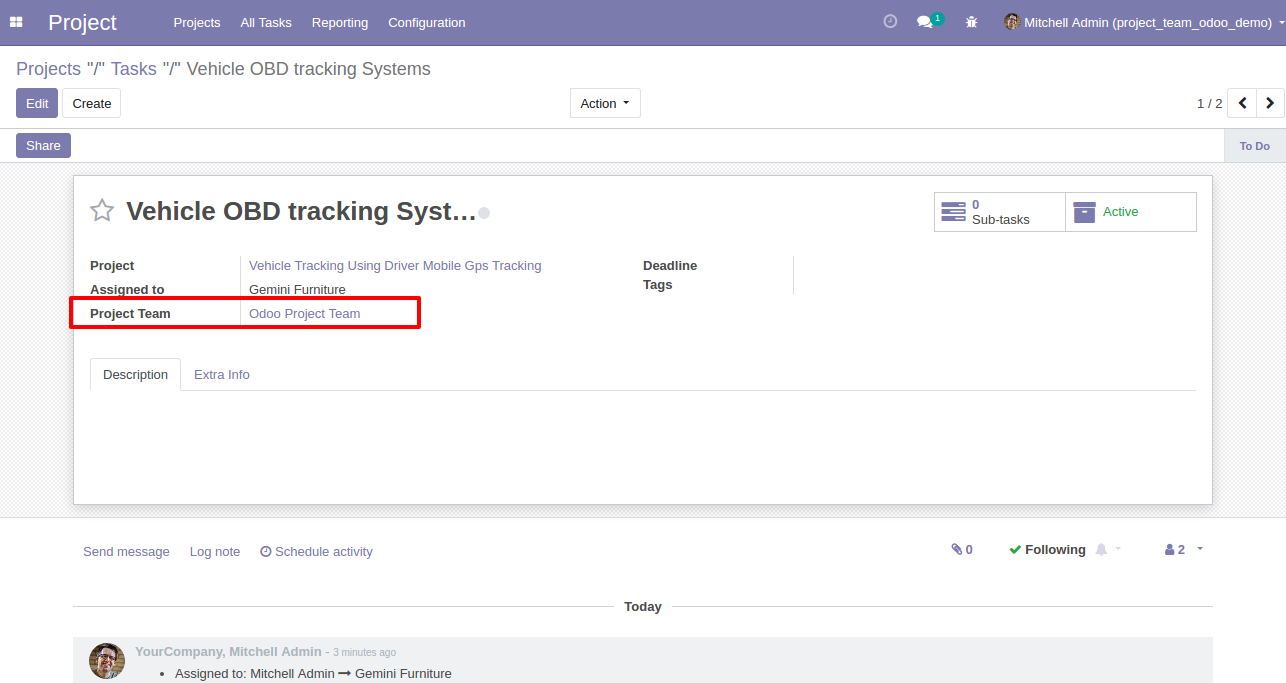 Project Projects All Tasks Reporting Configuration 1 Mitchell Admin (project_team_odoo_demo)
Projects "/" Tasks "/" Vehicle OBD tracking Systems
Edit Create Action 1 / 2
Share To Do
Vehicle OBD tracking Syst...
0
Sub-tasks
Active
Project Vehicle Tracking Using Driver Mobile Gps Tracking
Assigned to Gemini Furniture
Project Team Odoo Project Team
Deadline
Tags
Description Extra Info
Send message Log note Schedule activity 0 Following 2
Today
YourCompany, Mitchell Admin - 3 minutes ago
• Assigned to: Mitchell Admin → Gemini Furniture